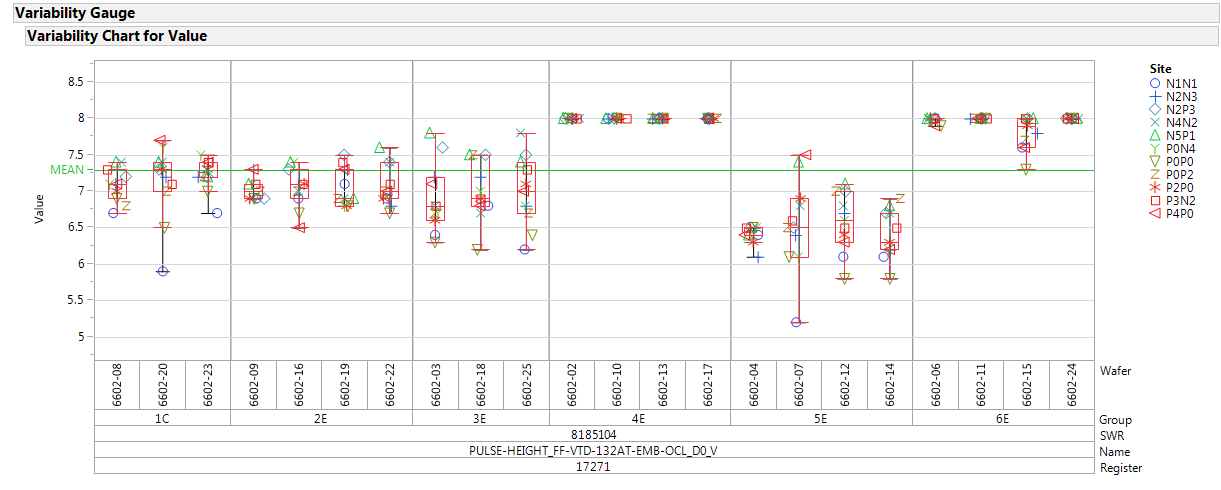 Variability Gauge
Variability Chart for Value
8.5
8
7.5
MEAN
7
6.5
6
5.5
5
Value
Site
N1N1
N2N3
N2P3
N4N2
N5P1
P0N4
P0P0
P0P2
P2P0
P3N2
P4P0
6602-08 6602-20 6602-23 6602-09 6602-16 6602-19 6602-22 6602-03 6602-18 6602-25 6602-02 6602-10 6602-13 6602-17 6602-04 6602-07 6602-12 6602-14 6602-06 6602-11 6602-15 6602-24 Wafer
1C 2E 3E 4E 5E 6E Group
8185104 SWR
PULSE-HEIGHT_FF-VTD-132AT-EMB-OCL_D0_V Name
17271 Register